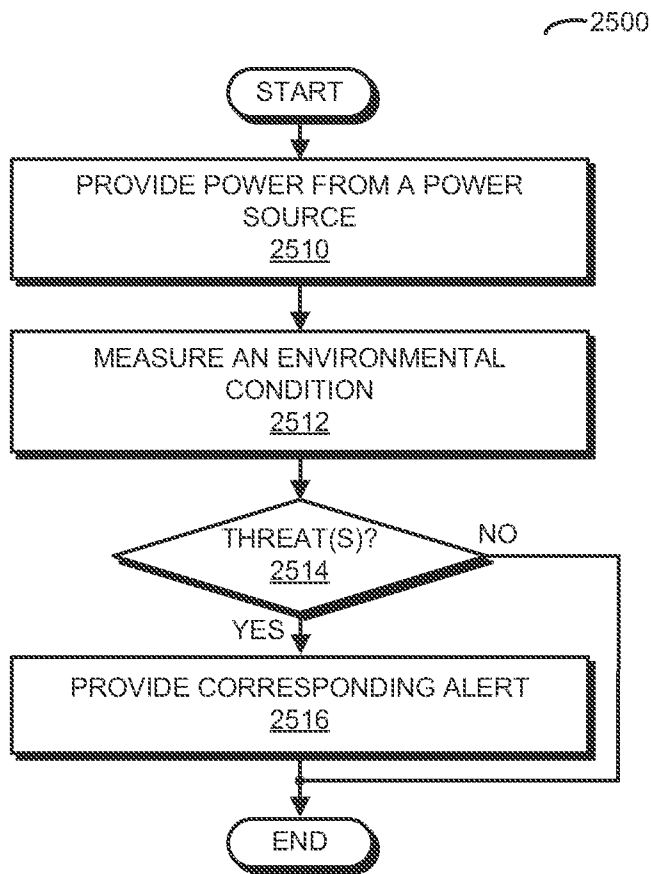 2500
START
PROVIDE POWER FROM A POWER
SOURCE
2510
MEASURE AN ENVIRONMENTAL
CONDITION
2512
THREAT(S)?
2514
NO
YES
PROVIDE CORRESPONDING ALERT
2516
END